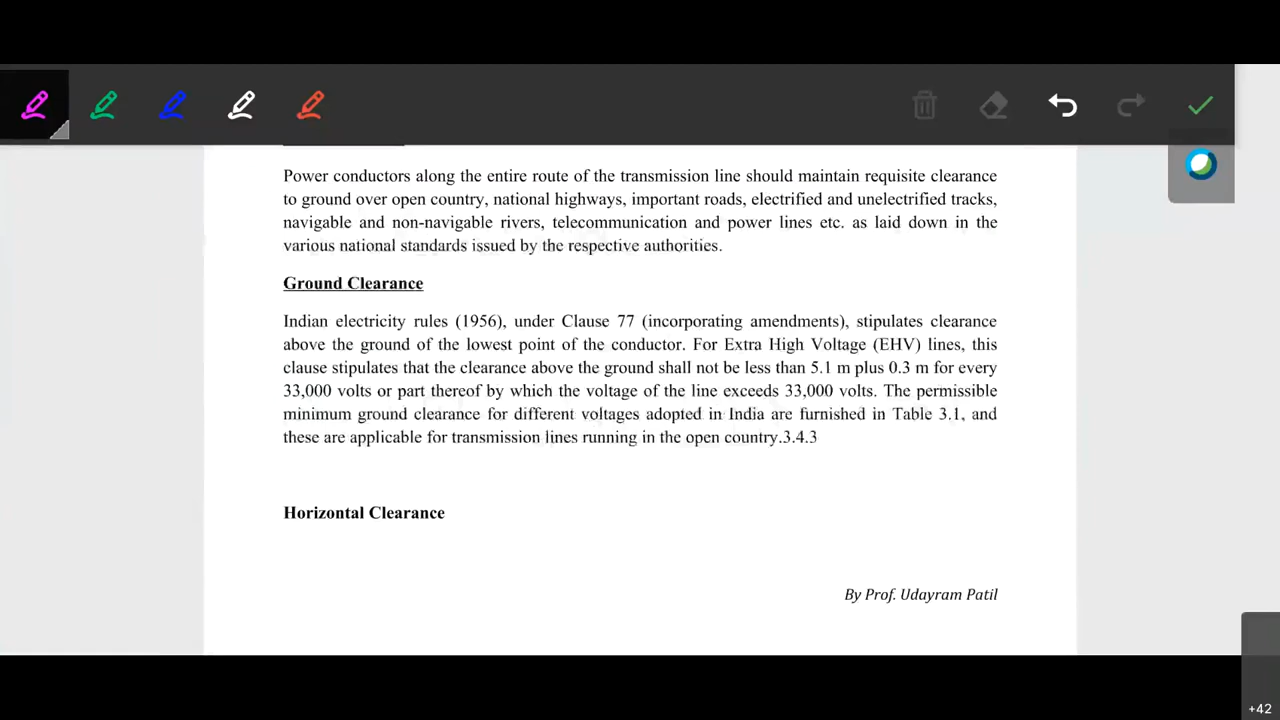 Power conductors along the entire route of the transmission line should maintain requisite clearance
to ground over open country, national highways, important roads, electrified and unelectrified tracks,
navigable and non-navigable rivers, telecommunication and power lines etc. as laid down in the
various national standards issued by the respective authorities.
Ground Clearance
Indian electricity rules (1956), under Clause 77 (incorporating amendments), stipulates clearance
above the ground of the lowest point of the conductor. For Extra High Voltage (EHV) lines, this
clause stipulates that the clearance above the ground shall not be less than 5.1 m plus 0.3 m for every
33,000 volts or part thereof by which the voltage of the line exceeds 33,000 volts. The permissible
minimum ground clearance for different voltages adopted in India are furnished in Table 3.1, and
these are applicable for transmission lines running in the open country.3.4.3
Horizontal Clearance
By Prof. Udayram Patil
+42